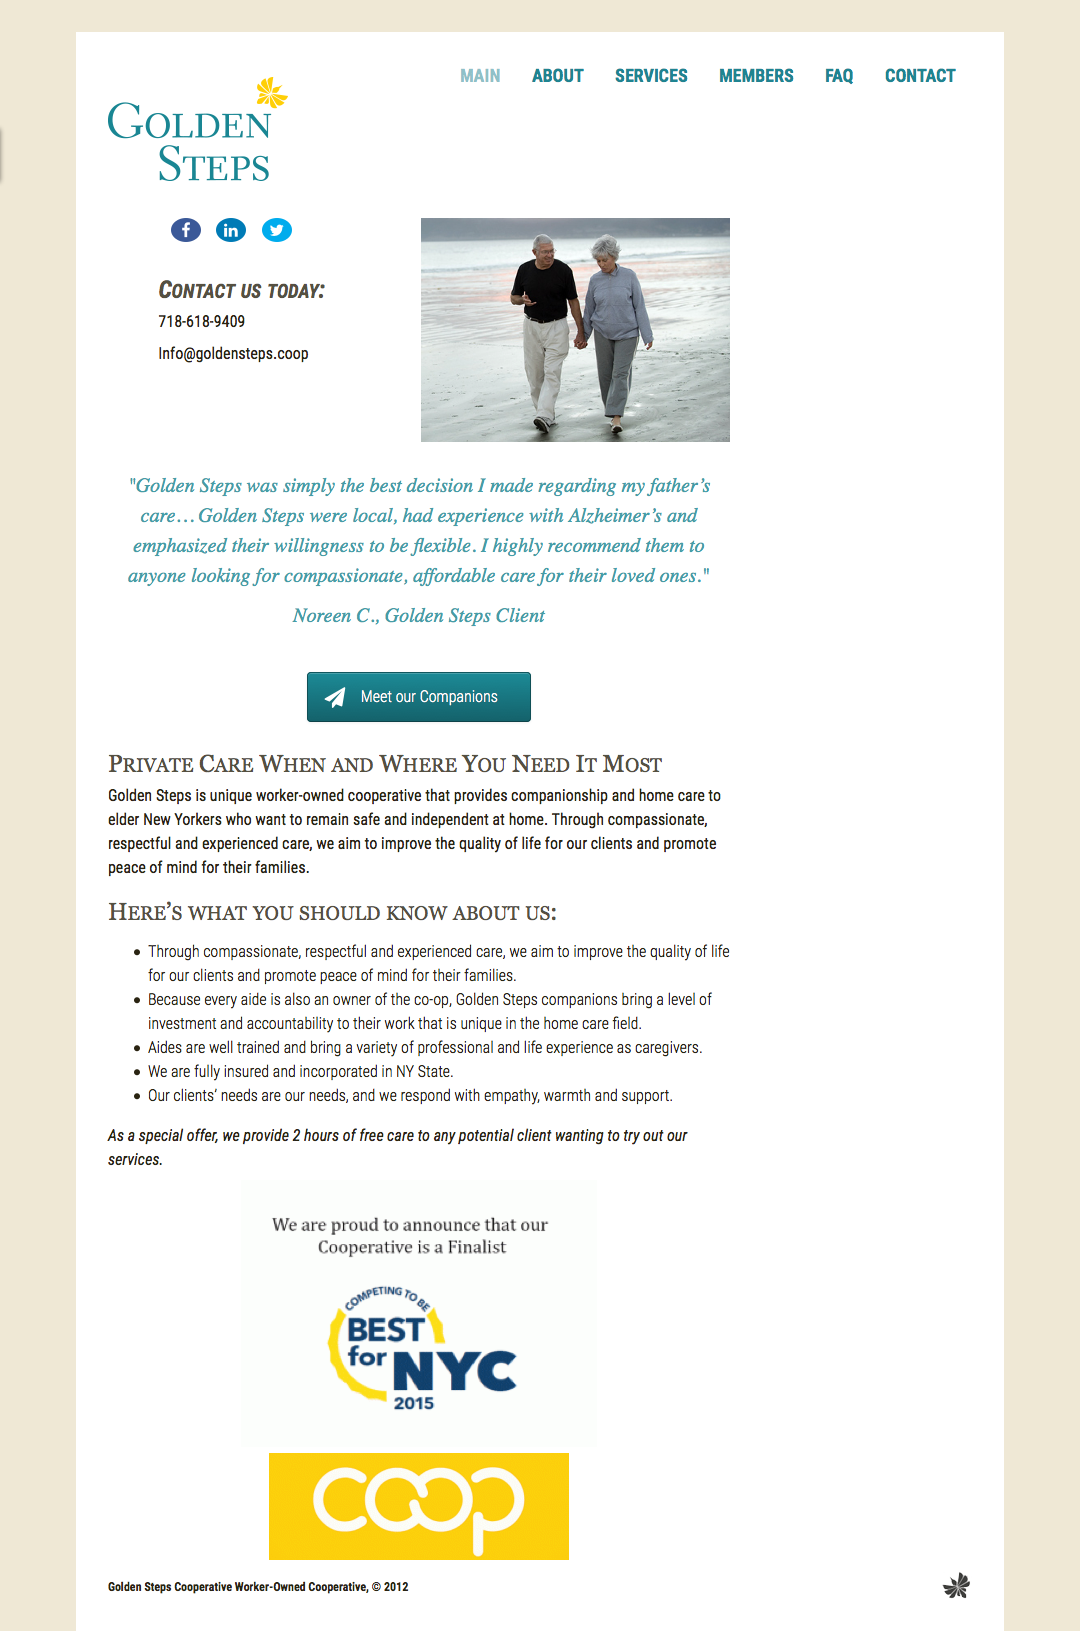 MAIN ABOUT SERVICES MEMBERS FAQ CONTACT
GOLDEN
STEPS
f in
CONTACT US TODAY:
718-618-9409
Info@goldensteps.coop
"Golden Steps was simply the best decision I made regarding my father’s
care… Golden Steps were local, had experience with Alzheimer’s and
emphasized their willingness to be flexible. I highly recommend them to
anyone looking for compassionate, affordable care for their loved ones."
Noreen C., Golden Steps Client
Meet our Companions
PRIVATE CARE WHEN AND WHERE YOU NEED IT MOST
Golden Steps is unique worker-owned cooperative that provides companionship and home care to
elder New Yorkers who want to remain safe and independent at home. Through compassionate,
respectful and experienced care, we aim to improve the quality of life for our clients and promote
peace of mind for their families.
HERE’S WHAT YOU SHOULD KNOW ABOUT US:
• Through compassionate, respectful and experienced care, we aim to improve the quality of life
for our clients and promote peace of mind for their families.
• Because every aide is also an owner of the co-op, Golden Steps companions bring a level of
investment and accountability to their work that is unique in the home care field.
• Aides are well trained and bring a variety of professional and life experience as caregivers.
• We are fully insured and incorporated in NY State.
• Our clients’ needs are our needs, and we respond with empathy, warmth and support.
As a special offer, we provide 2 hours of free care to any potential client wanting to try out our
services.
We are proud to announce that our
Cooperative is a Finalist
COMPETING TO BE
BEST
for NYC
2015
coop
Golden Steps Cooperative Worker-Owned Cooperative, © 2012